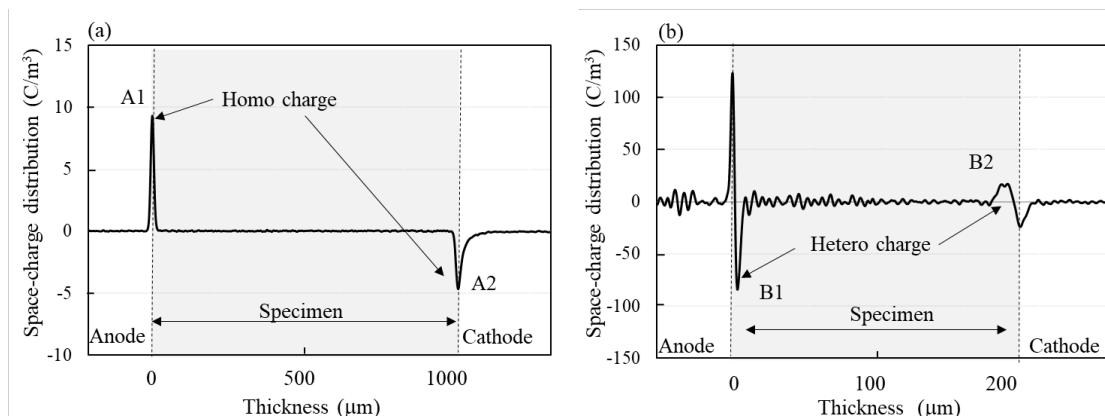 (a)
Space-charge distribution (C/m³)
15
10
5
0
-5
-10
A1
Homo charge
A2
Specimen
Anode
Cathode
0
500
1000
Thickness (μm)
(b)
Space-charge distribution (C/m³)
150
100
50
0
-50
-100
-150
B2
Hetero charge
B1
Specimen
Anode
Cathode
0
100
200
Thickness (μm)